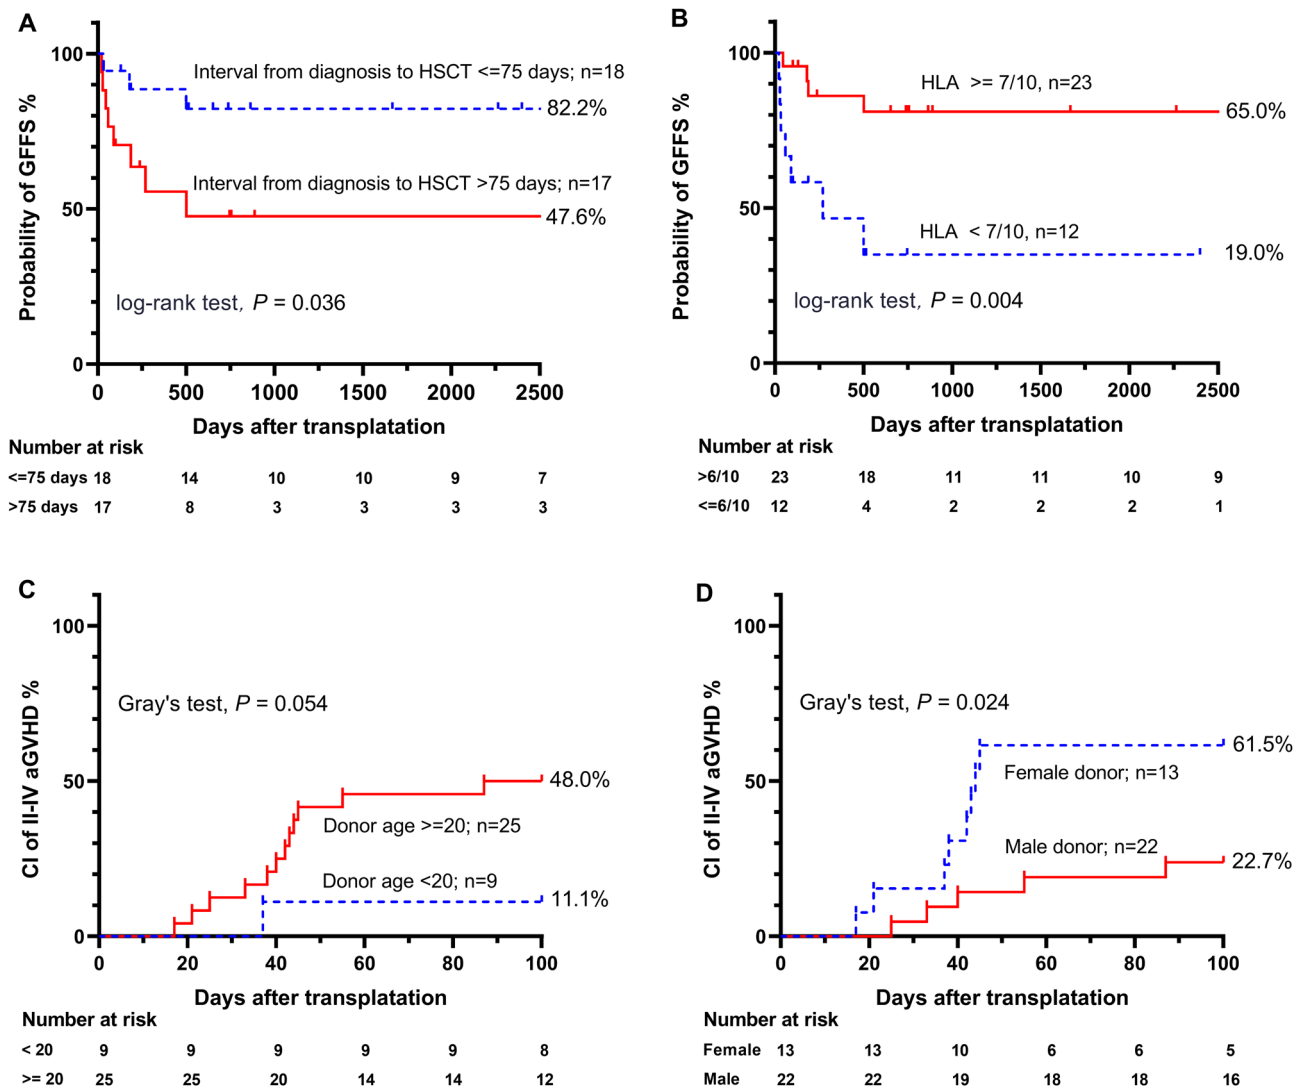 A
Probability of GFFS %
100
50
0
Interval from diagnosis to HSCT <=75 days; n=18
82.2%
Interval from diagnosis to HSCT >75 days; n=17
47.6%
log-rank test, P = 0.036
0 500 1000 1500 2000 2500
Days after transplatation
Number at risk
<=75 days 18 14 10 10 9 7
>75 days 17 8 3 3 3 3
B
Probability of GFFS %
100
50
0
HLA >= 7/10, n=23
65.0%
HLA < 7/10, n=12
19.0%
log-rank test, P = 0.004
0 500 1000 1500 2000 2500
Days after transplatation
Number at risk
>6/10 23 18 11 11 10 9
<=6/10 12 4 2 2 2 1
C
CI of II-IV aGVHD %
100
50
0
Gray's test, P = 0.054
48.0%
Donor age >=20; n=25
Donor age <20; n=9
11.1%
0 20 40 60 80 100
Days after transplatation
Number at risk
< 20 9 9 9 9 9 8
>= 20 25 25 20 14 14 12
D
CI of II-IV aGVHD %
100
50
0
Gray's test, P = 0.024
61.5%
Female donor; n=13
Male donor; n=22
22.7%
0 20 40 60 80 100
Days after transplatation
Number at risk
Female 13 13 10 6 6 5
Male 22 22 19 18 18 16